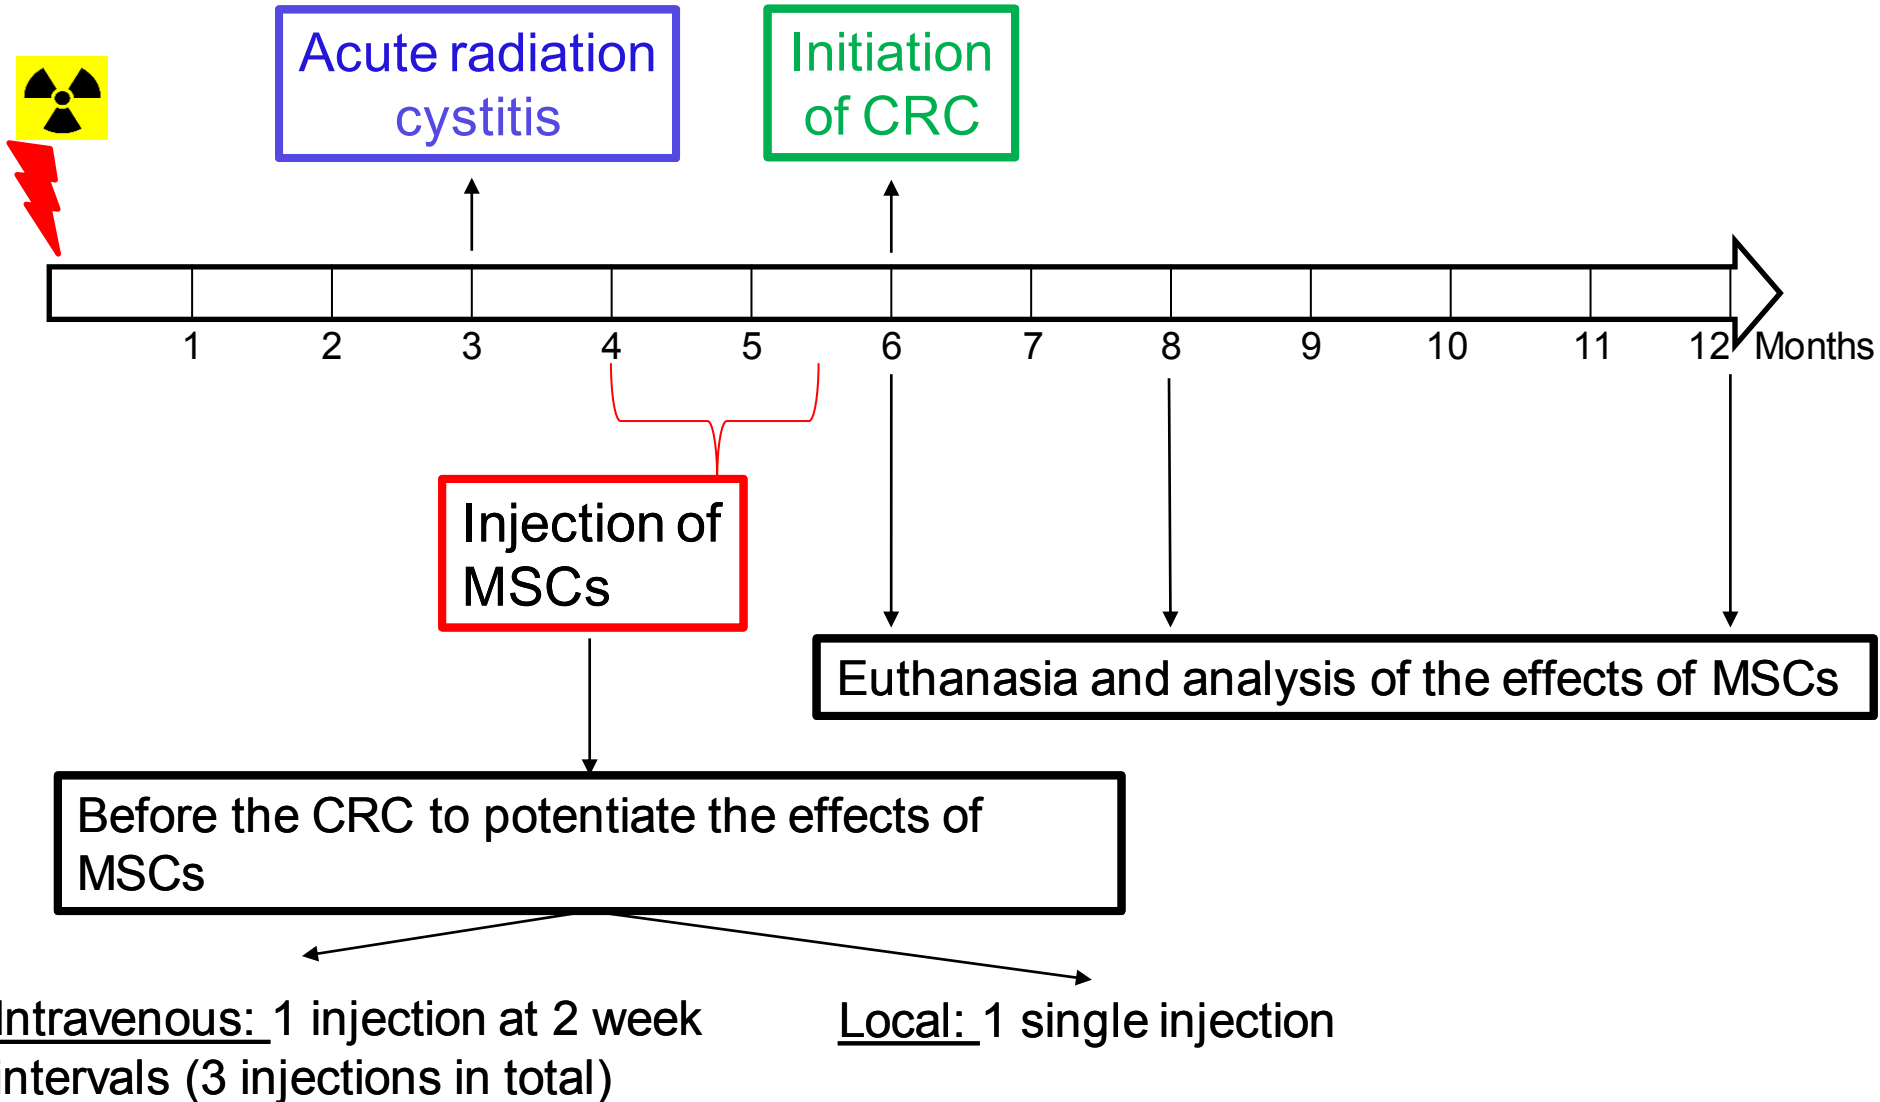 Acute radiation
cystitis
Initiation
of CRC
1 2 3 4 5 6 7 8 9 10 11 12 Months
Injection of
MSCs
Euthanasia and analysis of the effects of MSCs
Before the CRC to potentiate the effects of
MSCs
Intravenous: 1 injection at 2 week
intervals (3 injections in total)
Local: 1 single injection